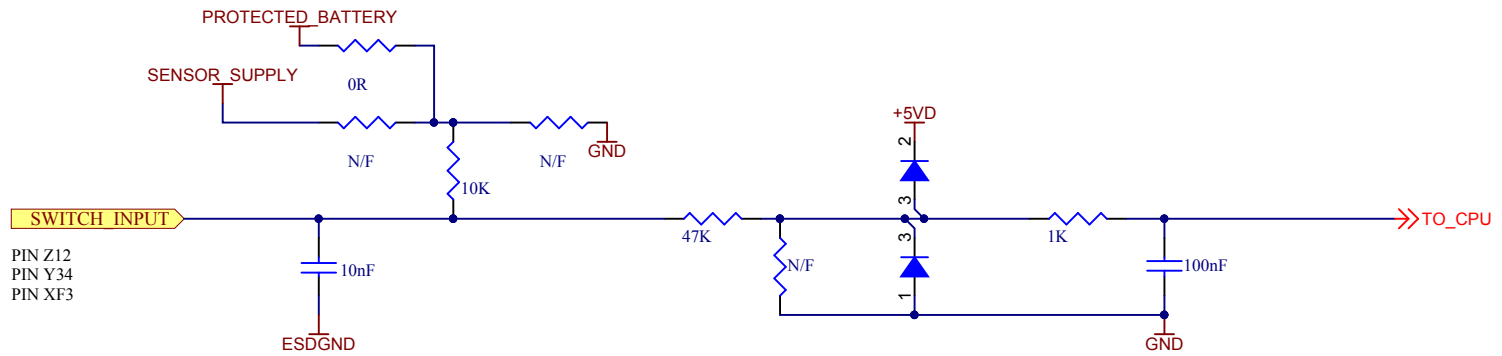 PROTECTED_BATTERY
0R
SENSOR_SUPPLY
N/F
N/F
GND
10K
+5VD
2
3
SWITCH_INPUT
PIN Z12
PIN Y34
PIN XF3
10nF
ESDGND
47K
N/F
3
1
1K
100nF
GND
TO_CPU